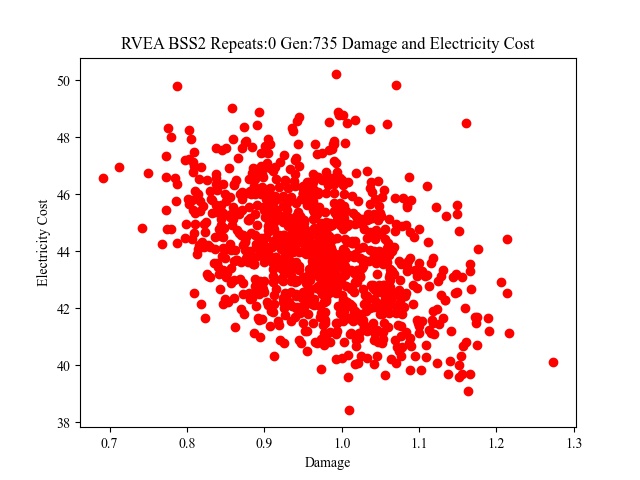 RVEA BSS2 Repeats:0 Gen:735 Damage and Electricity Cost
50
48
46
44
42
40
38
Electricity Cost
0.7 0.8 0.9 1.0 1.1 1.2 1.3
Damage